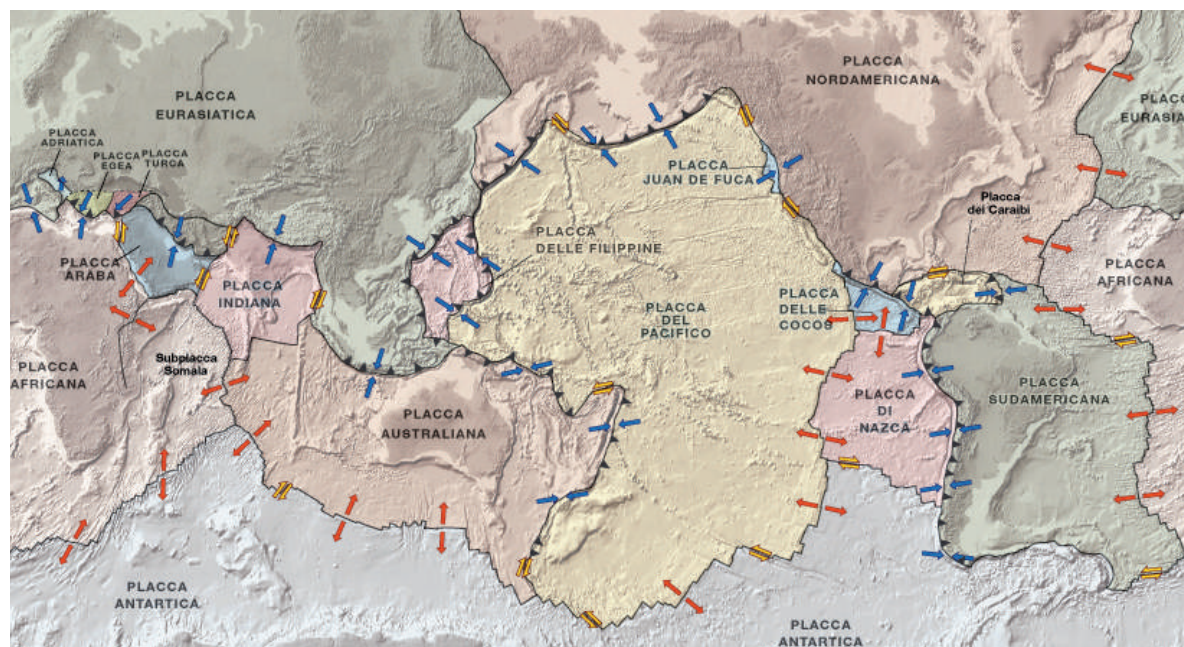 PLACCA
NORDAMERICANA
PLACCA
EURASIATICA
PLACCA
ADRIATICA
PLACCA
EGEA
PLACCA
TURCA
PLACCA
JUAN DE FUCA
Placca
dei Caraibi
PLACCA
DELLE FILIPPINE
PLACCA
ARABA
PLACCA
INDIANA
PLACCA
DEL
PACIFICO
PLACCA
DELLE
COCOS
PLACCA
AFRICANA
Subplacca
Somala
PLACCA
AFRICANA
PLACCA
AUSTRALIANA
PLACCA
DI
NAZCA
PLACCA
SUDAMERICANA
PLACCA
ANTARTICA
PLACCA
ANTARTICA